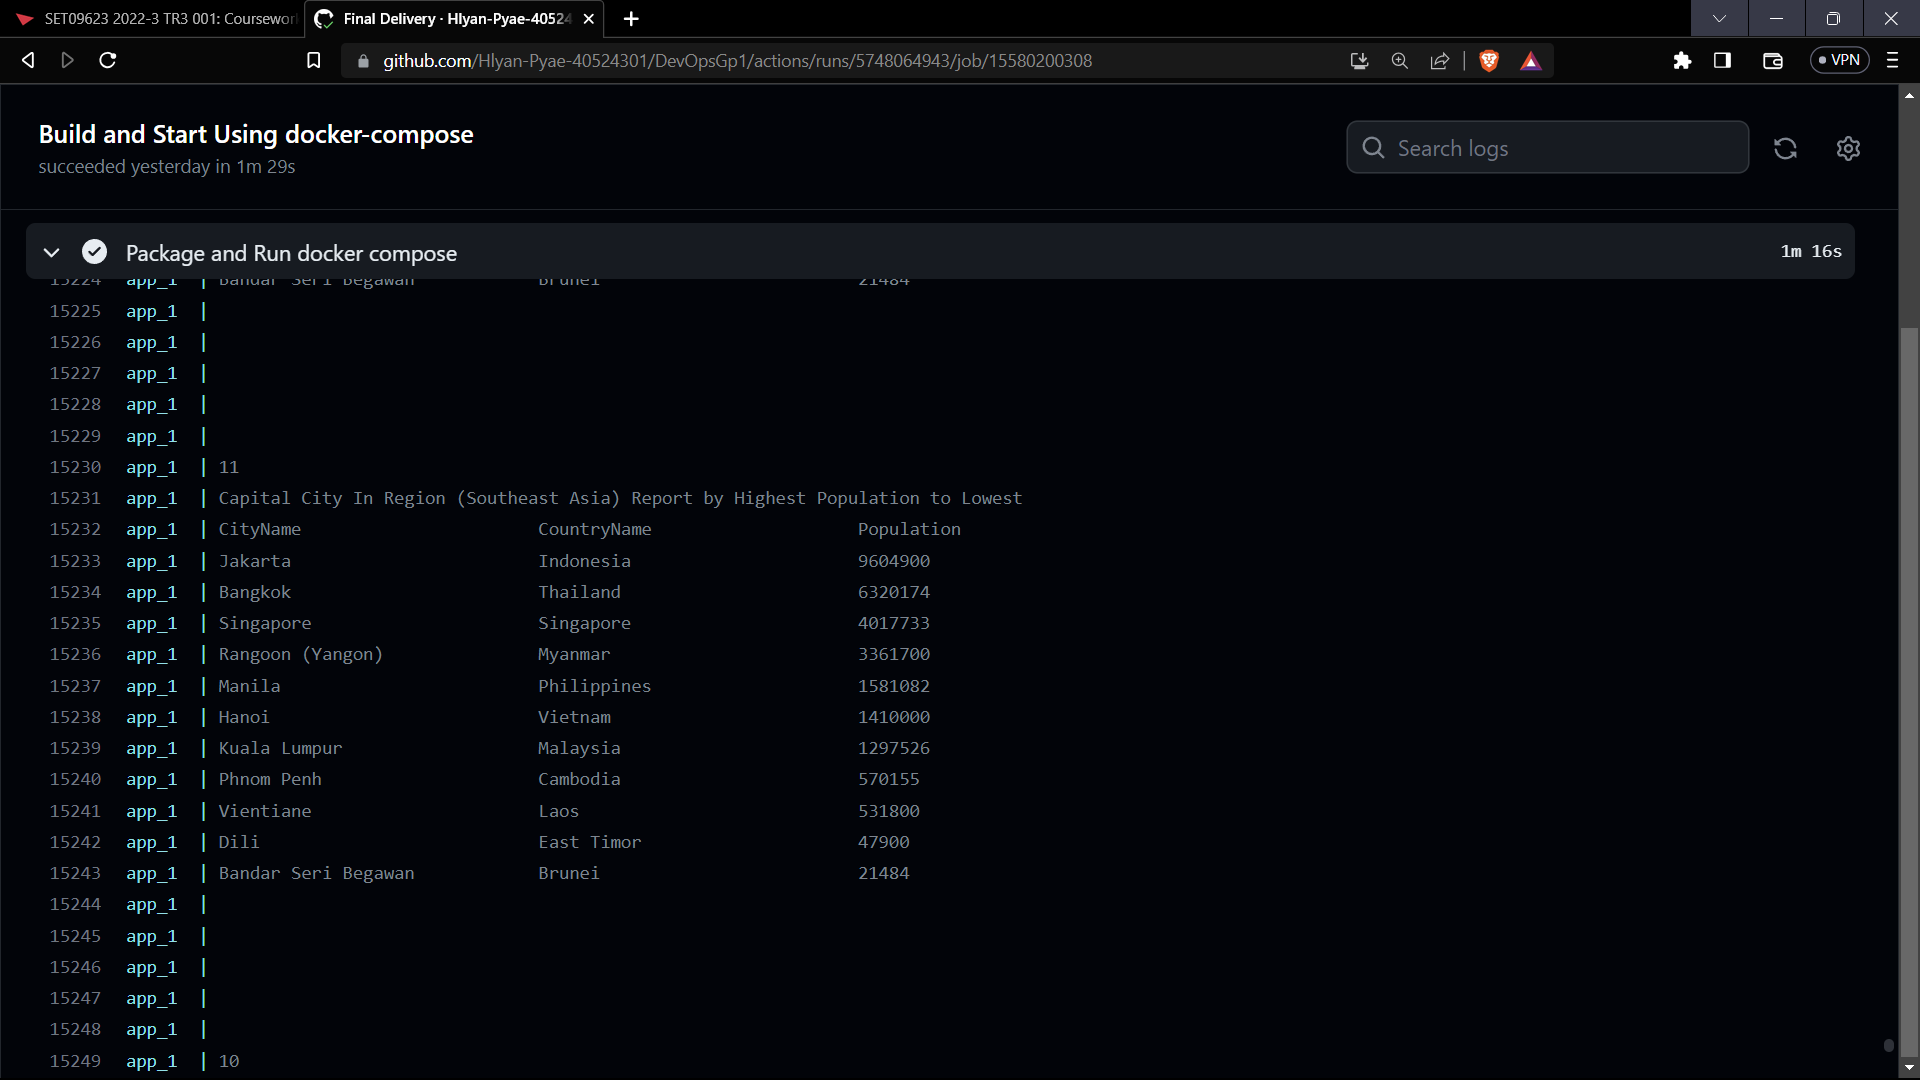 SET09623 2022-3 TR3 001: Coursewor
Final Delivery · Hlyan-Pyae-40524
github.com/Hlyan-Pyae-40524301/DevOpsGp1/actions/runs/5748064943/job/15580200308
VPN
Build and Start Using docker-compose
succeeded yesterday in 1m 29s
Search logs
Package and Run docker compose 1m 16s
15224 app_1 | Bandar Seri Begawan Brunei 21484
15225 app_1 |
15226 app_1 |
15227 app_1 |
15228 app_1 |
15229 app_1 |
15230 app_1 | 11
15231 app_1 | Capital City In Region (Southeast Asia) Report by Highest Population to Lowest
15232 app_1 | CityName CountryName Population
15233 app_1 | Jakarta Indonesia 9604900
15234 app_1 | Bangkok Thailand 6320174
15235 app_1 | Singapore Singapore 4017733
15236 app_1 | Rangoon (Yangon) Myanmar 3361700
15237 app_1 | Manila Philippines 1581082
15238 app_1 | Hanoi Vietnam 1410000
15239 app_1 | Kuala Lumpur Malaysia 1297526
15240 app_1 | Phnom Penh Cambodia 570155
15241 app_1 | Vientiane Laos 531800
15242 app_1 | Dili East Timor 47900
15243 app_1 | Bandar Seri Begawan Brunei 21484
15244 app_1 |
15245 app_1 |
15246 app_1 |
15247 app_1 |
15248 app_1 |
15249 app_1 | 10